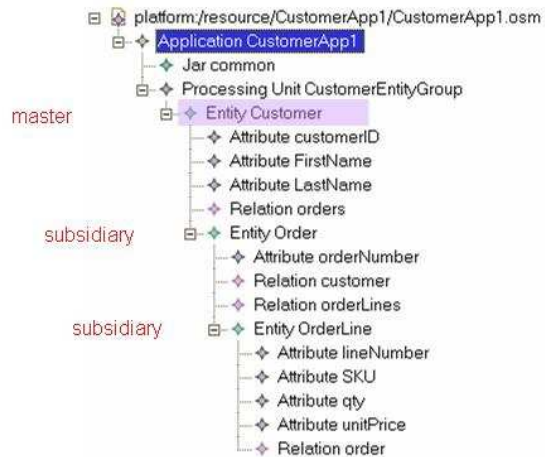 platform:/resource/CustomerApp1/CustomerApp1.osm
Application CustomerApp1
Jar common
Processing Unit CustomerEntityGroup
master Entity Customer
Attribute customerID
Attribute FirstName
Attribute LastName
Relation orders
subsidiary Entity Order
Attribute orderNumber
Relation customer
Relation orderLines
subsidiary Entity OrderLine
Attribute lineNumber
Attribute SKU
Attribute qty
Attribute unitPrice
Relation order